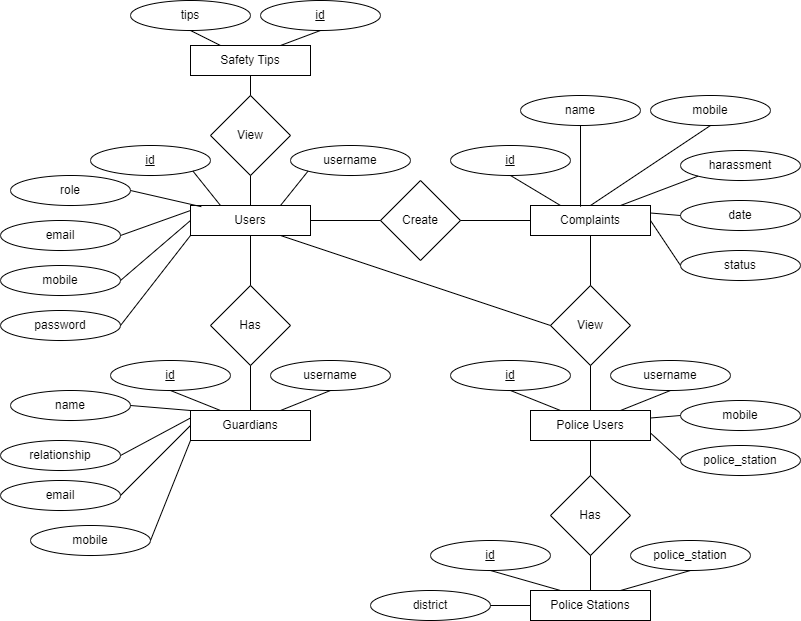 tips
id
Safety Tips
View
name
mobile
id
username
id
harassment
role
Users
Create
Complaints
date
email
status
mobile
password
Has
View
id
username
id
username
name
mobile
Guardians
Police Users
relationship
police_station
email
Has
mobile
id
police_station
district
Police Stations